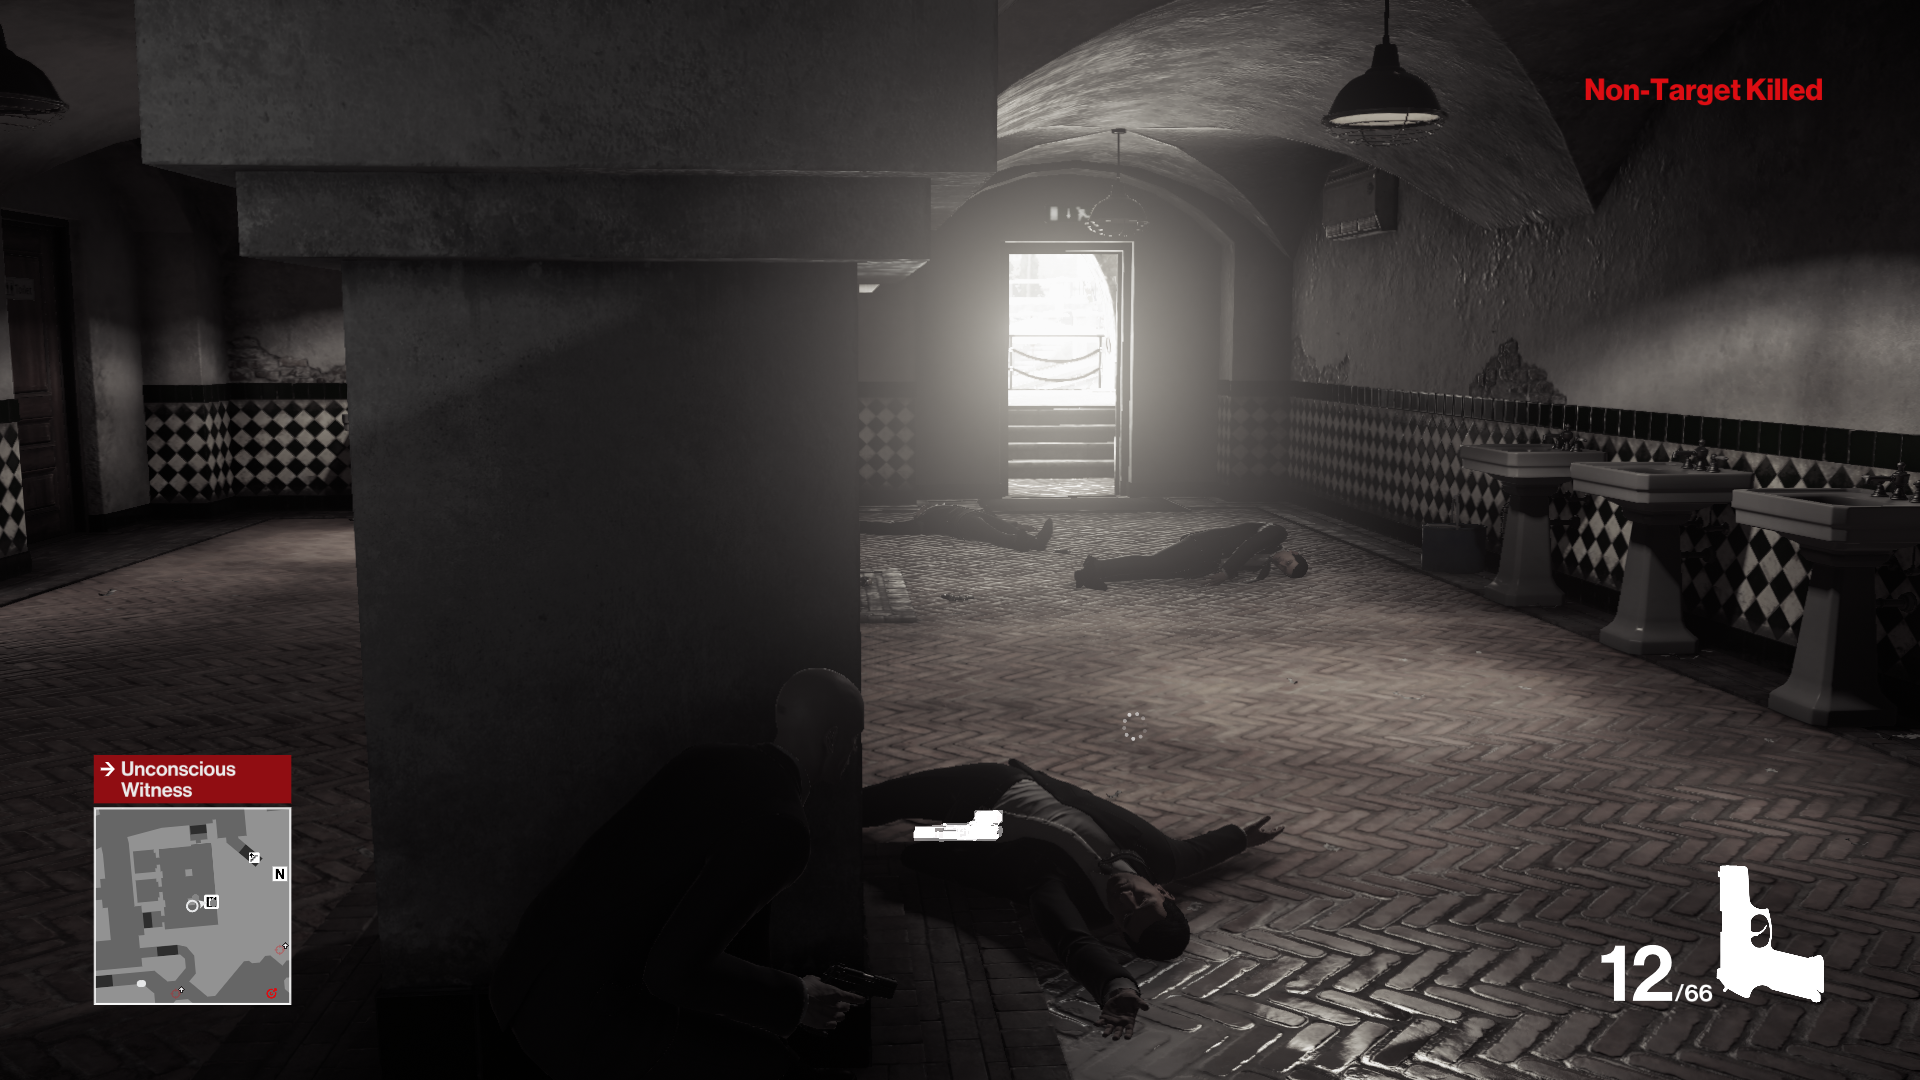 Non-Target Killed
→ Unconscious
Witness
N
12/66